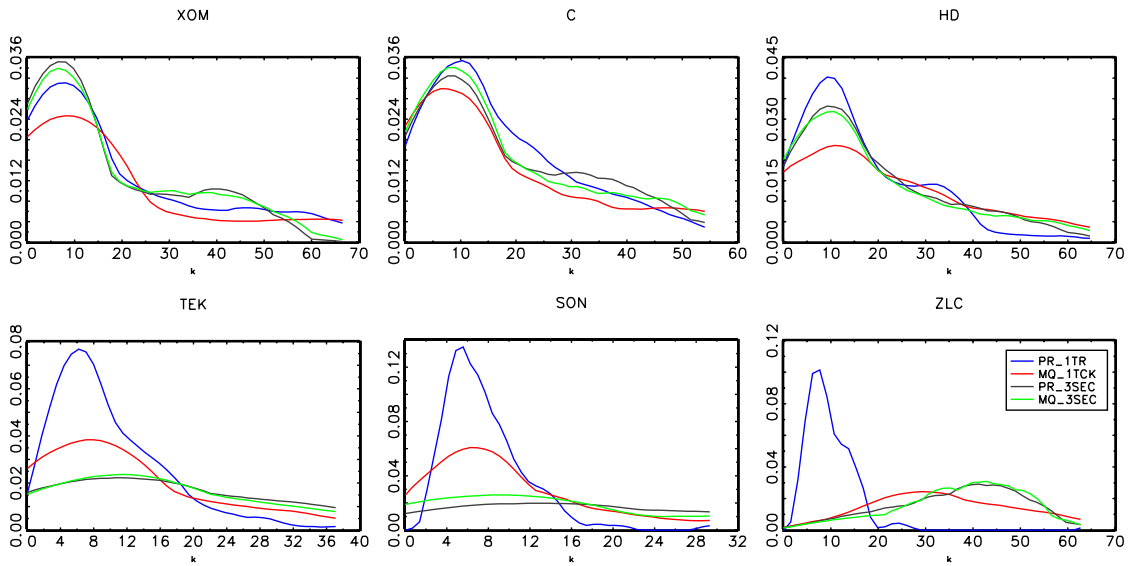 XOM
C
HD
0.000 0.012 0.024 0.036
0 10 20 30 40 50 60 70
k
0.000 0.012 0.024 0.036
0 10 20 30 40 50 60
k
0.000 0.015 0.030 0.045
0 10 20 30 40 50 60 70
k
TEK
SON
ZLC
0.00 0.02 0.04 0.06 0.08
0 4 8 12 16 20 24 28 32 36 40
k
0.00 0.04 0.08 0.12
0 4 8 12 16 20 24 28 32
k
0.00 0.04 0.08 0.12
0 10 20 30 40 50 60 70
k
PR_1TR
MQ_1TCK
PR_3SEC
MQ_3SEC